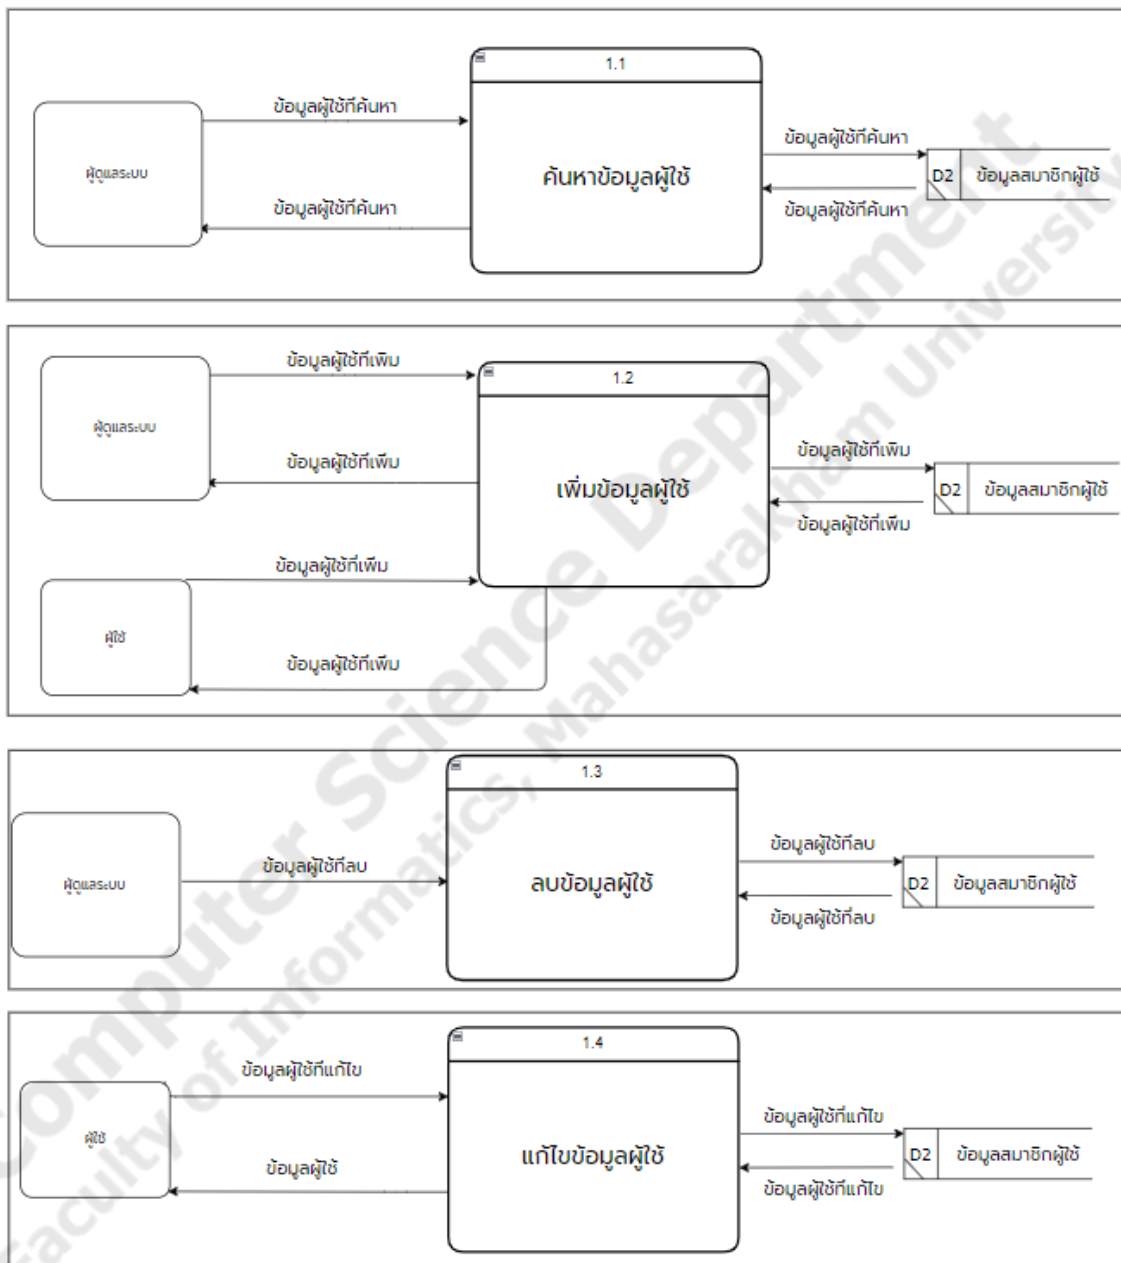 1.1
ข้อมูลผู้ใช้ที่ค้นหา
ผู้ดูแลระบบ
ข้อมูลผู้ใช้ที่ค้นหา
ค้นหาข้อมูลผู้ใช้
ข้อมูลผู้ใช้ที่ค้นหา
D2 ข้อมูลสมาชิกผู้ใช้
ข้อมูลผู้ใช้ที่ค้นหา
1.2
ข้อมูลผู้ใช้ที่เพิ่ม
ผู้ดูแลระบบ
ข้อมูลผู้ใช้ที่เพิ่ม
เพิ่มข้อมูลผู้ใช้
ข้อมูลผู้ใช้ที่เพิ่ม
D2 ข้อมูลสมาชิกผู้ใช้
ข้อมูลผู้ใช้ที่เพิ่ม
ข้อมูลผู้ใช้ที่เพิ่ม
ผู้ใช้
ข้อมูลผู้ใช้ที่เพิ่ม
1.3
ผู้ดูแลระบบ
ข้อมูลผู้ใช้ที่ลบ
ลบข้อมูลผู้ใช้
ข้อมูลผู้ใช้ที่ลบ
D2 ข้อมูลสมาชิกผู้ใช้
ข้อมูลผู้ใช้ที่ลบ
1.4
ข้อมูลผู้ใช้ที่แก้ไข
ผู้ใช้
ข้อมูลผู้ใช้
แก้ไขข้อมูลผู้ใช้
ข้อมูลผู้ใช้ที่แก้ไข
D2 ข้อมูลสมาชิกผู้ใช้
ข้อมูลผู้ใช้ที่แก้ไข
Computer Science Department
Faculty of Informatics, Mahasarakham University